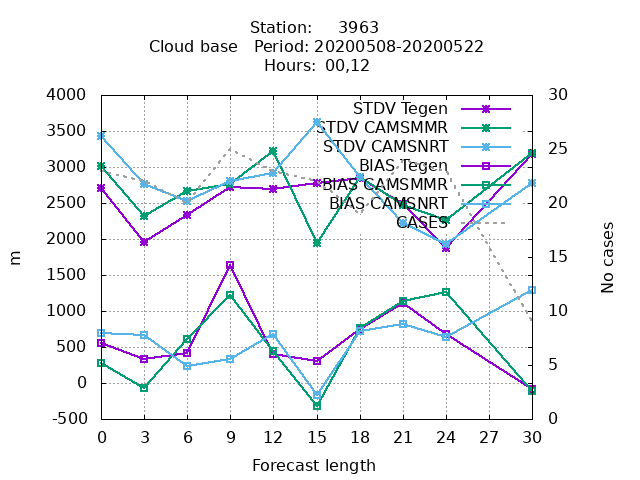 Station: 3963
Cloud base Period: 20200508-20200522
Hours: 00,12
4000
3500
3000
2500
2000
1500
1000
500
0
-500
m
STDV Tegen
STDV CAMSMMR
STDV CAMSNRT
BIAS Tegen
BIAS CAMSMMR
BIAS CAMSNRT
CASES
30
25
20
15
10
5
0
No cases
0 3 6 9 12 15 18 21 24 27 30
Forecast length